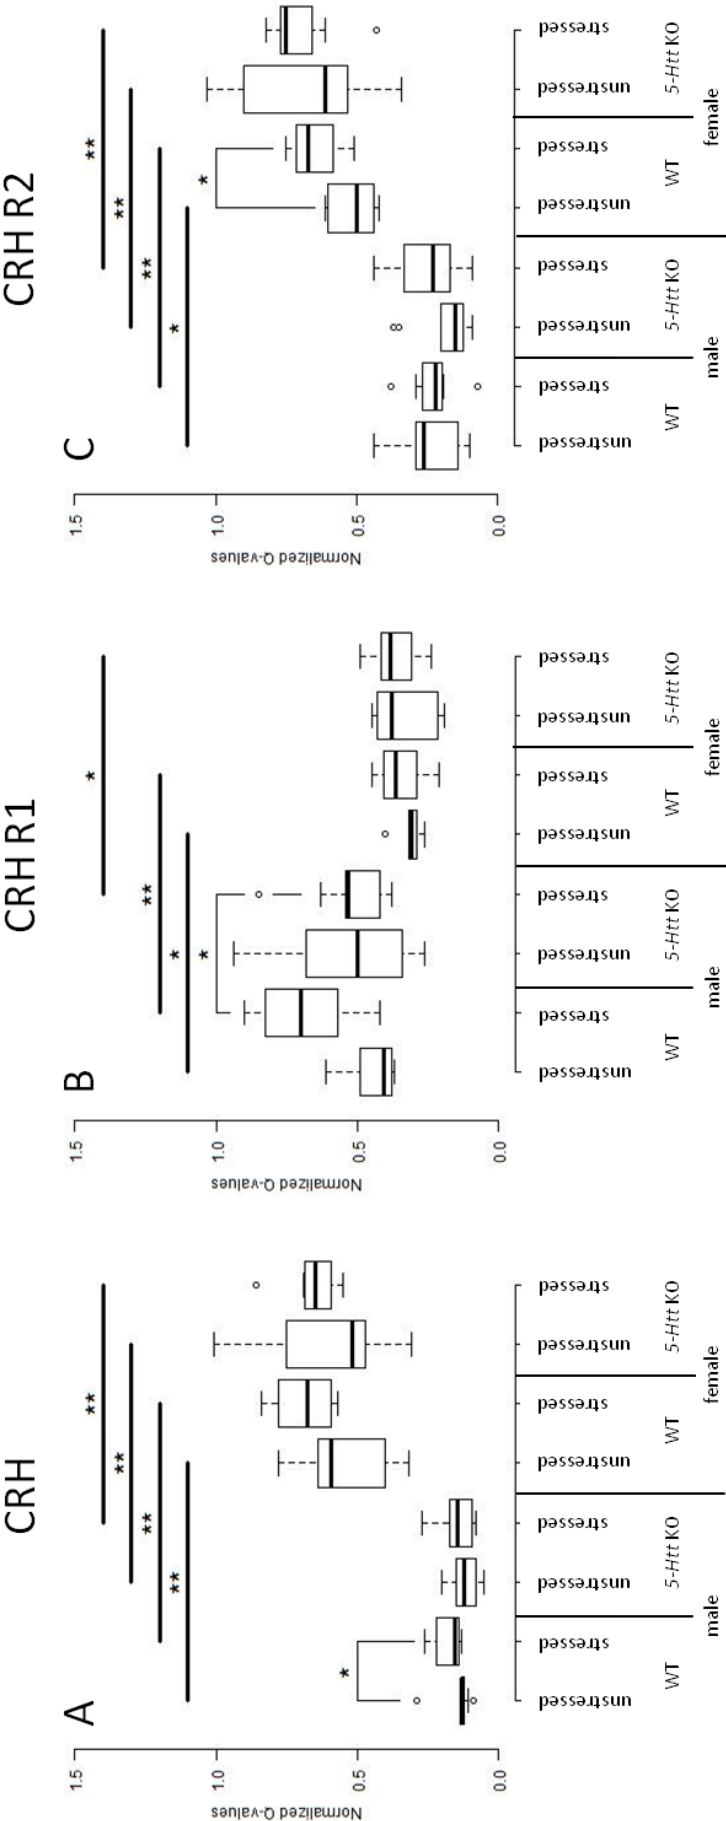 A
CRH
Normalized Q-values
1.5
1.0
0.5
0.0
*
**
**
**
**
unstressed
stressed
unstressed
stressed
unstressed
stressed
unstressed
stressed
WT
5-Htt KO
WT
5-Htt KO
male
female
B
CRH R1
Normalized Q-values
1.5
1.0
0.5
0.0
*
*
**
*
unstressed
stressed
unstressed
stressed
unstressed
stressed
unstressed
stressed
WT
5-Htt KO
WT
5-Htt KO
male
female
C
CRH R2
Normalized Q-values
1.5
1.0
0.5
0.0
*
**
**
**
*
unstressed
stressed
unstressed
stressed
unstressed
stressed
unstressed
stressed
WT
5-Htt KO
WT
5-Htt KO
male
female